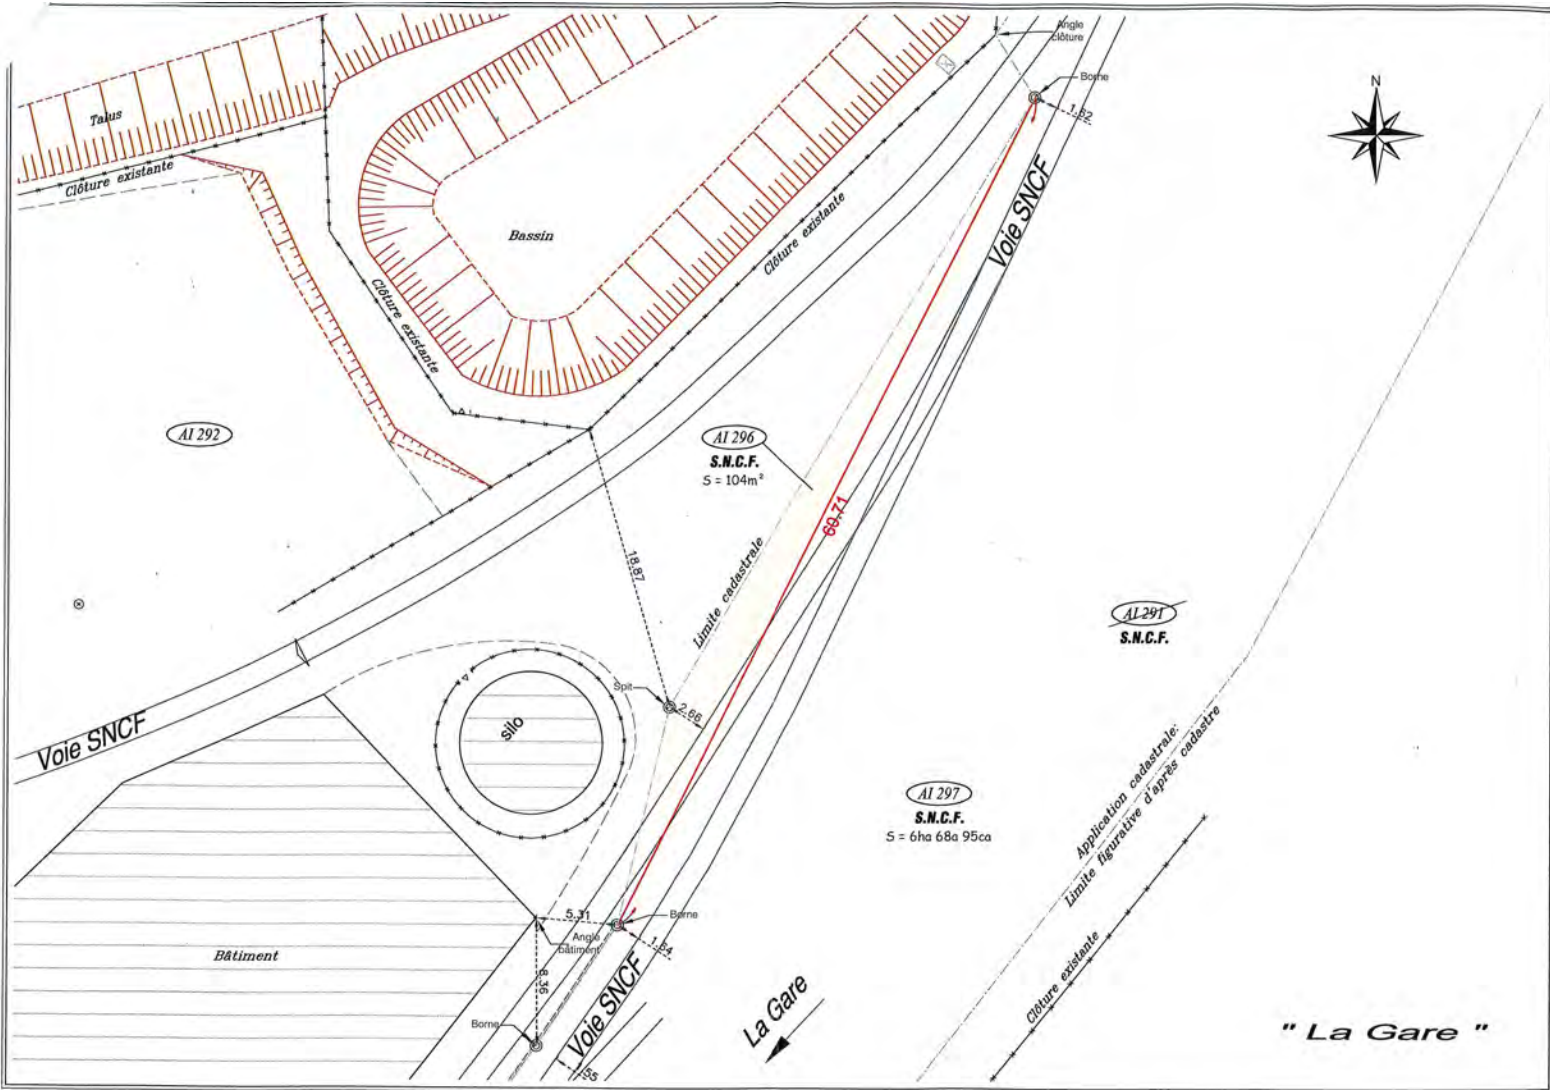 Angle
clôture
Borne
1.62
N
Talus
Clôture existante
Bassin
Clôture existante
Clôture existante
Voie SNCF
AI 292
AI 296
S.N.C.F.
S = 104m²
60.71
18.87
Limite cadastrale
AI 291
S.N.C.F.
Spit
2.66
silo
Voie SNCF
AI 297
S.N.C.F.
S = 6ha 68a 95ca
Application cadastrale:
Limite figurative d'après cadastre
5.31
Borne
Angle
bâtiment
1.64
Bâtiment
8.36
Clôture existante
Voie SNCF
La Gare
Borne
.55
" La Gare "